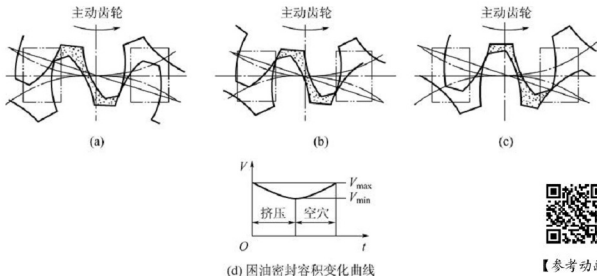 主动齿轮
主动齿轮
主动齿轮
(a)
(b)
(c)
V
Vmax
Vmin
挤压
空穴
O
t
(d) 困油密封容积变化曲线
【参考动